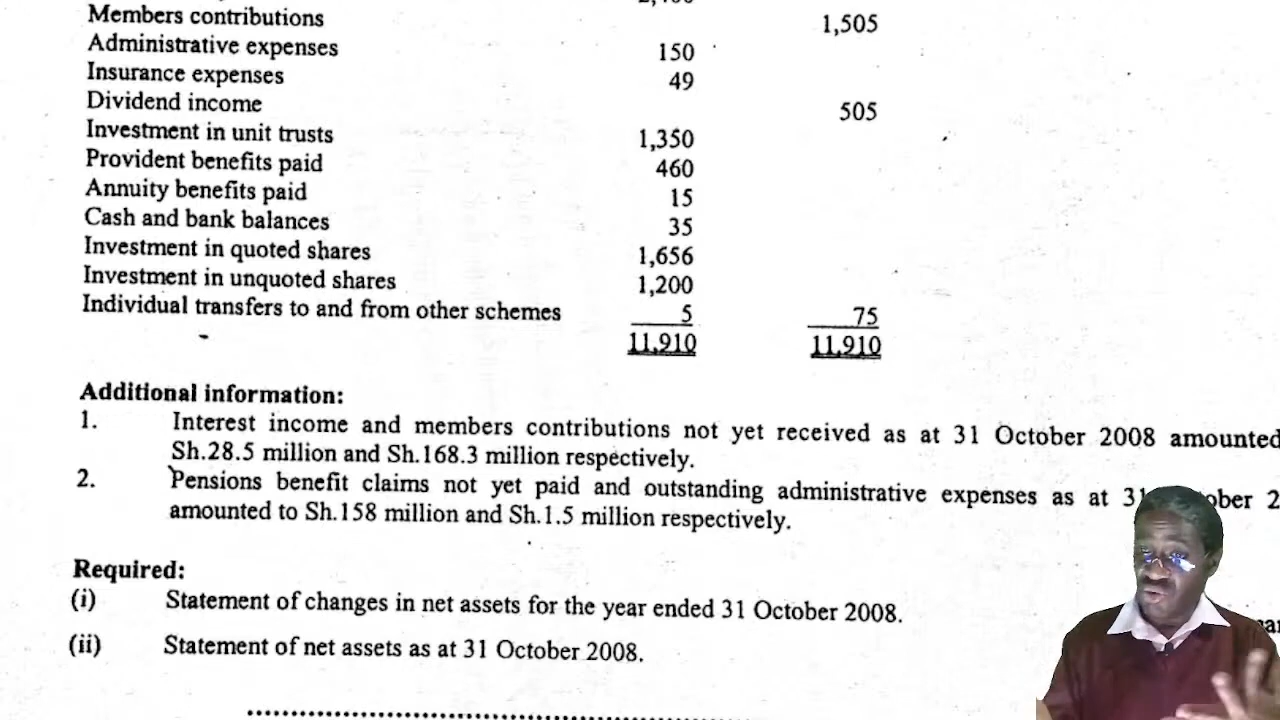 Members contributions 1,505
Administrative expenses 150
Insurance expenses 49
Dividend income 505
Investment in unit trusts 1,350
Provident benefits paid 460
Annuity benefits paid 15
Cash and bank balances 35
Investment in quoted shares 1,656
Investment in unquoted shares 1,200
Individual transfers to and from other schemes 5 75
11,910 11,910
Additional information:
1. Interest income and members contributions not yet received as at 31 October 2008 amounted
Sh.28.5 million and Sh.168.3 million respectively.
2. Pensions benefit claims not yet paid and outstanding administrative expenses as at 31
amounted to Sh.158 million and Sh.1.5 million respectively.
Required:
(i) Statement of changes in net assets for the year ended 31 October 2008.
(ii) Statement of net assets as at 31 October 2008.